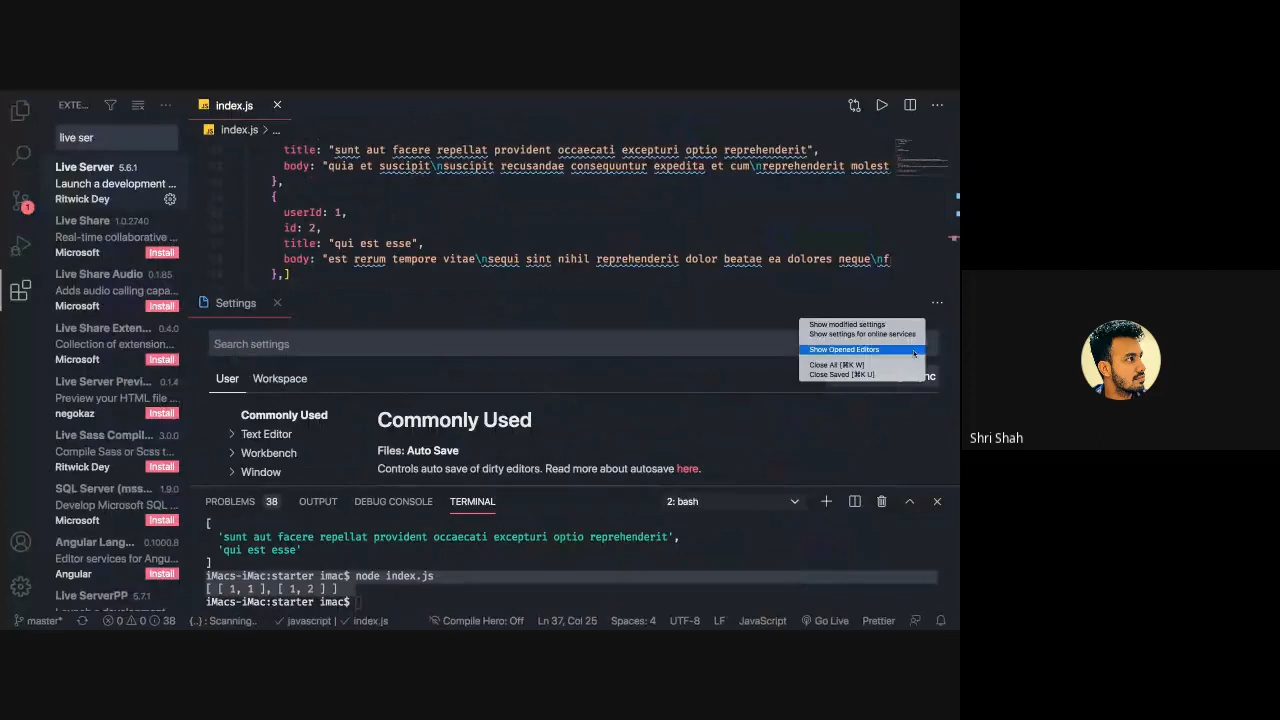 EXTE...
index.js
live ser
index.js > ...
Live Server 5.6.1
Launch a development ...
Ritwick Dey
Live Share 1.0.2740
Real-time collaborative ...
Microsoft Install
Live Share Audio 0.1.85
Adds audio calling capa...
Microsoft Install
Live Share Exten... 0.4.0
Collection of extension...
Microsoft Install
Live Server Previ... 0.1.4
Preview your HTML file ...
negokaz Install
Live Sass Compil... 3.0.0
Compile Sass or Scss t...
Ritwick Dey Install
SQL Server (mss... 1.9.0
Develop Microsoft SQL ...
Microsoft Install
Angular Lang... 0.1000.8
Editor services for Angu...
Angular Install
Live ServerPP 5.7.1
title: "sunt aut facere repellat provident occaecati excepturi optio reprehenderit",
body: "quia et suscipit\nsuscipit recusandae consequuntur expedita et cum\nreprehenderit molest
},
{
userId: 1,
id: 2,
title: "qui est esse",
body: "est rerum tempore vitae\nsequi sint nihil reprehenderit dolor beatae ea dolores neque\nf
},]
Settings
Search settings
Show modified settings
Show settings for online services
Show Opened Editors
Close All [⌘K W]
Close Saved [⌘K U]
User Workspace
Commonly Used
Text Editor
Workbench
Window
Commonly Used
Files: Auto Save
Controls auto save of dirty editors. Read more about autosave here.
PROBLEMS 38 OUTPUT DEBUG CONSOLE TERMINAL 2: bash
[
'sunt aut facere repellat provident occaecati excepturi optio reprehenderit',
'qui est esse'
]
iMacs-iMac:starter imac$ node index.js
[ [ 1, 1 ], [ 1, 2 ] ]
iMacs-iMac:starter imac$
1
master* 0 0 38 {..} : Scanning.. javascript | index.js Compile Hero: Off Ln 37, Col 25 Spaces: 4 UTF-8 LF JavaScript Go Live Prettier
Shri Shah